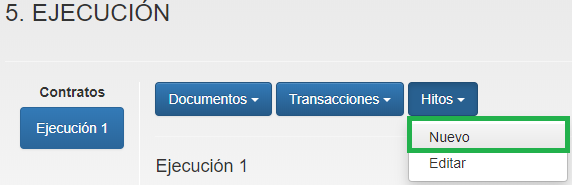 5. EJECUCIÓN
Contratos
Ejecución 1
Documentos
Transacciones
Hitos
Nuevo
Editar
Ejecución 1